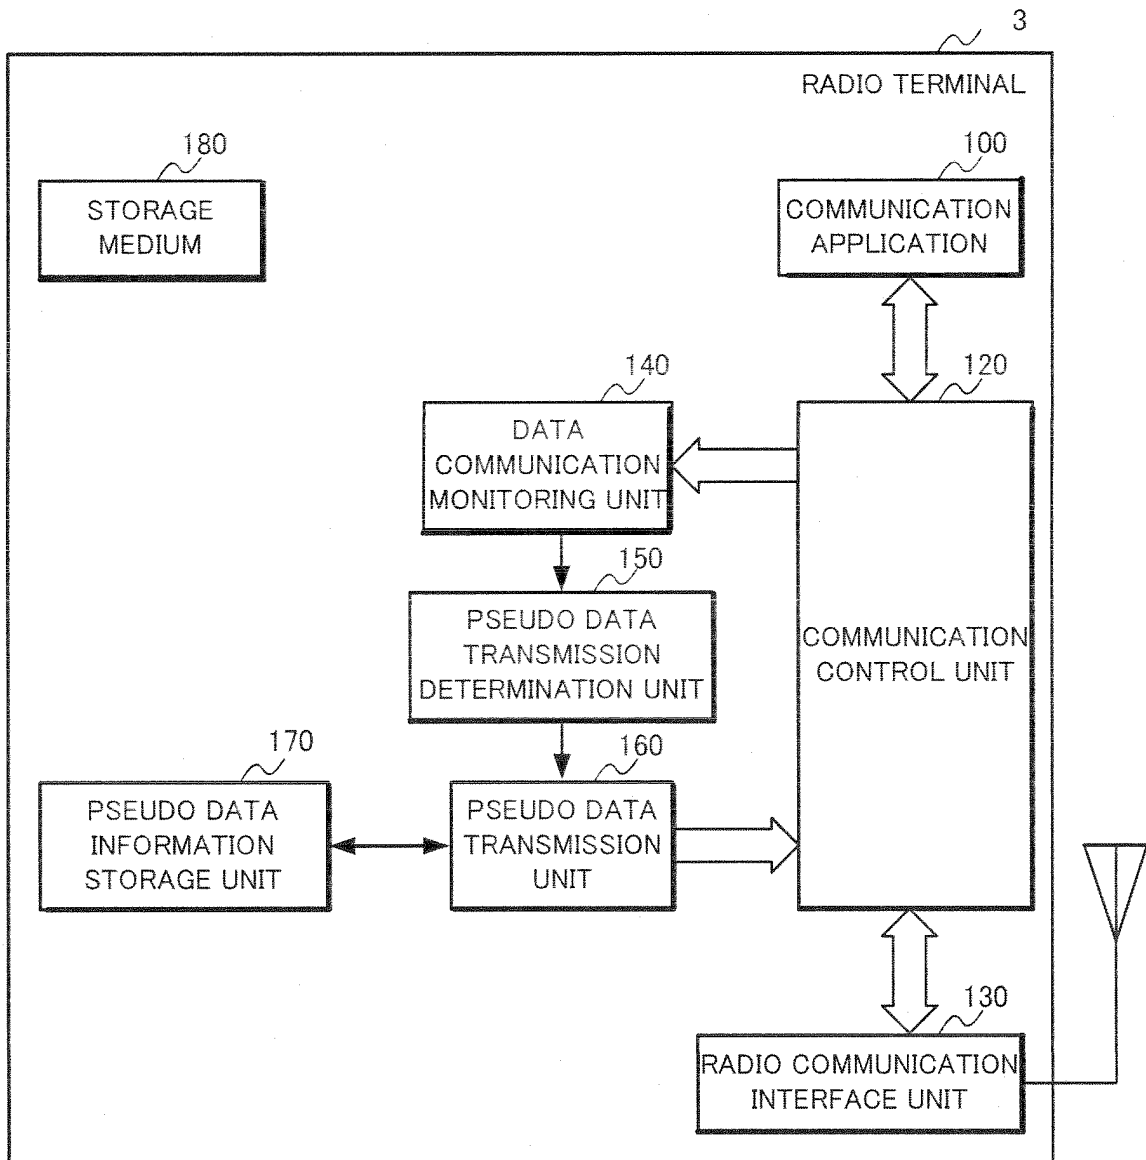 3
RADIO TERMINAL
180
STORAGE
MEDIUM
100
COMMUNICATION
APPLICATION
140
DATA
COMMUNICATION
MONITORING UNIT
120
COMMUNICATION
CONTROL UNIT
150
PSEUDO DATA
TRANSMISSION
DETERMINATION UNIT
170
PSEUDO DATA
INFORMATION
STORAGE UNIT
160
PSEUDO DATA
TRANSMISSION
UNIT
130
RADIO COMMUNICATION
INTERFACE UNIT